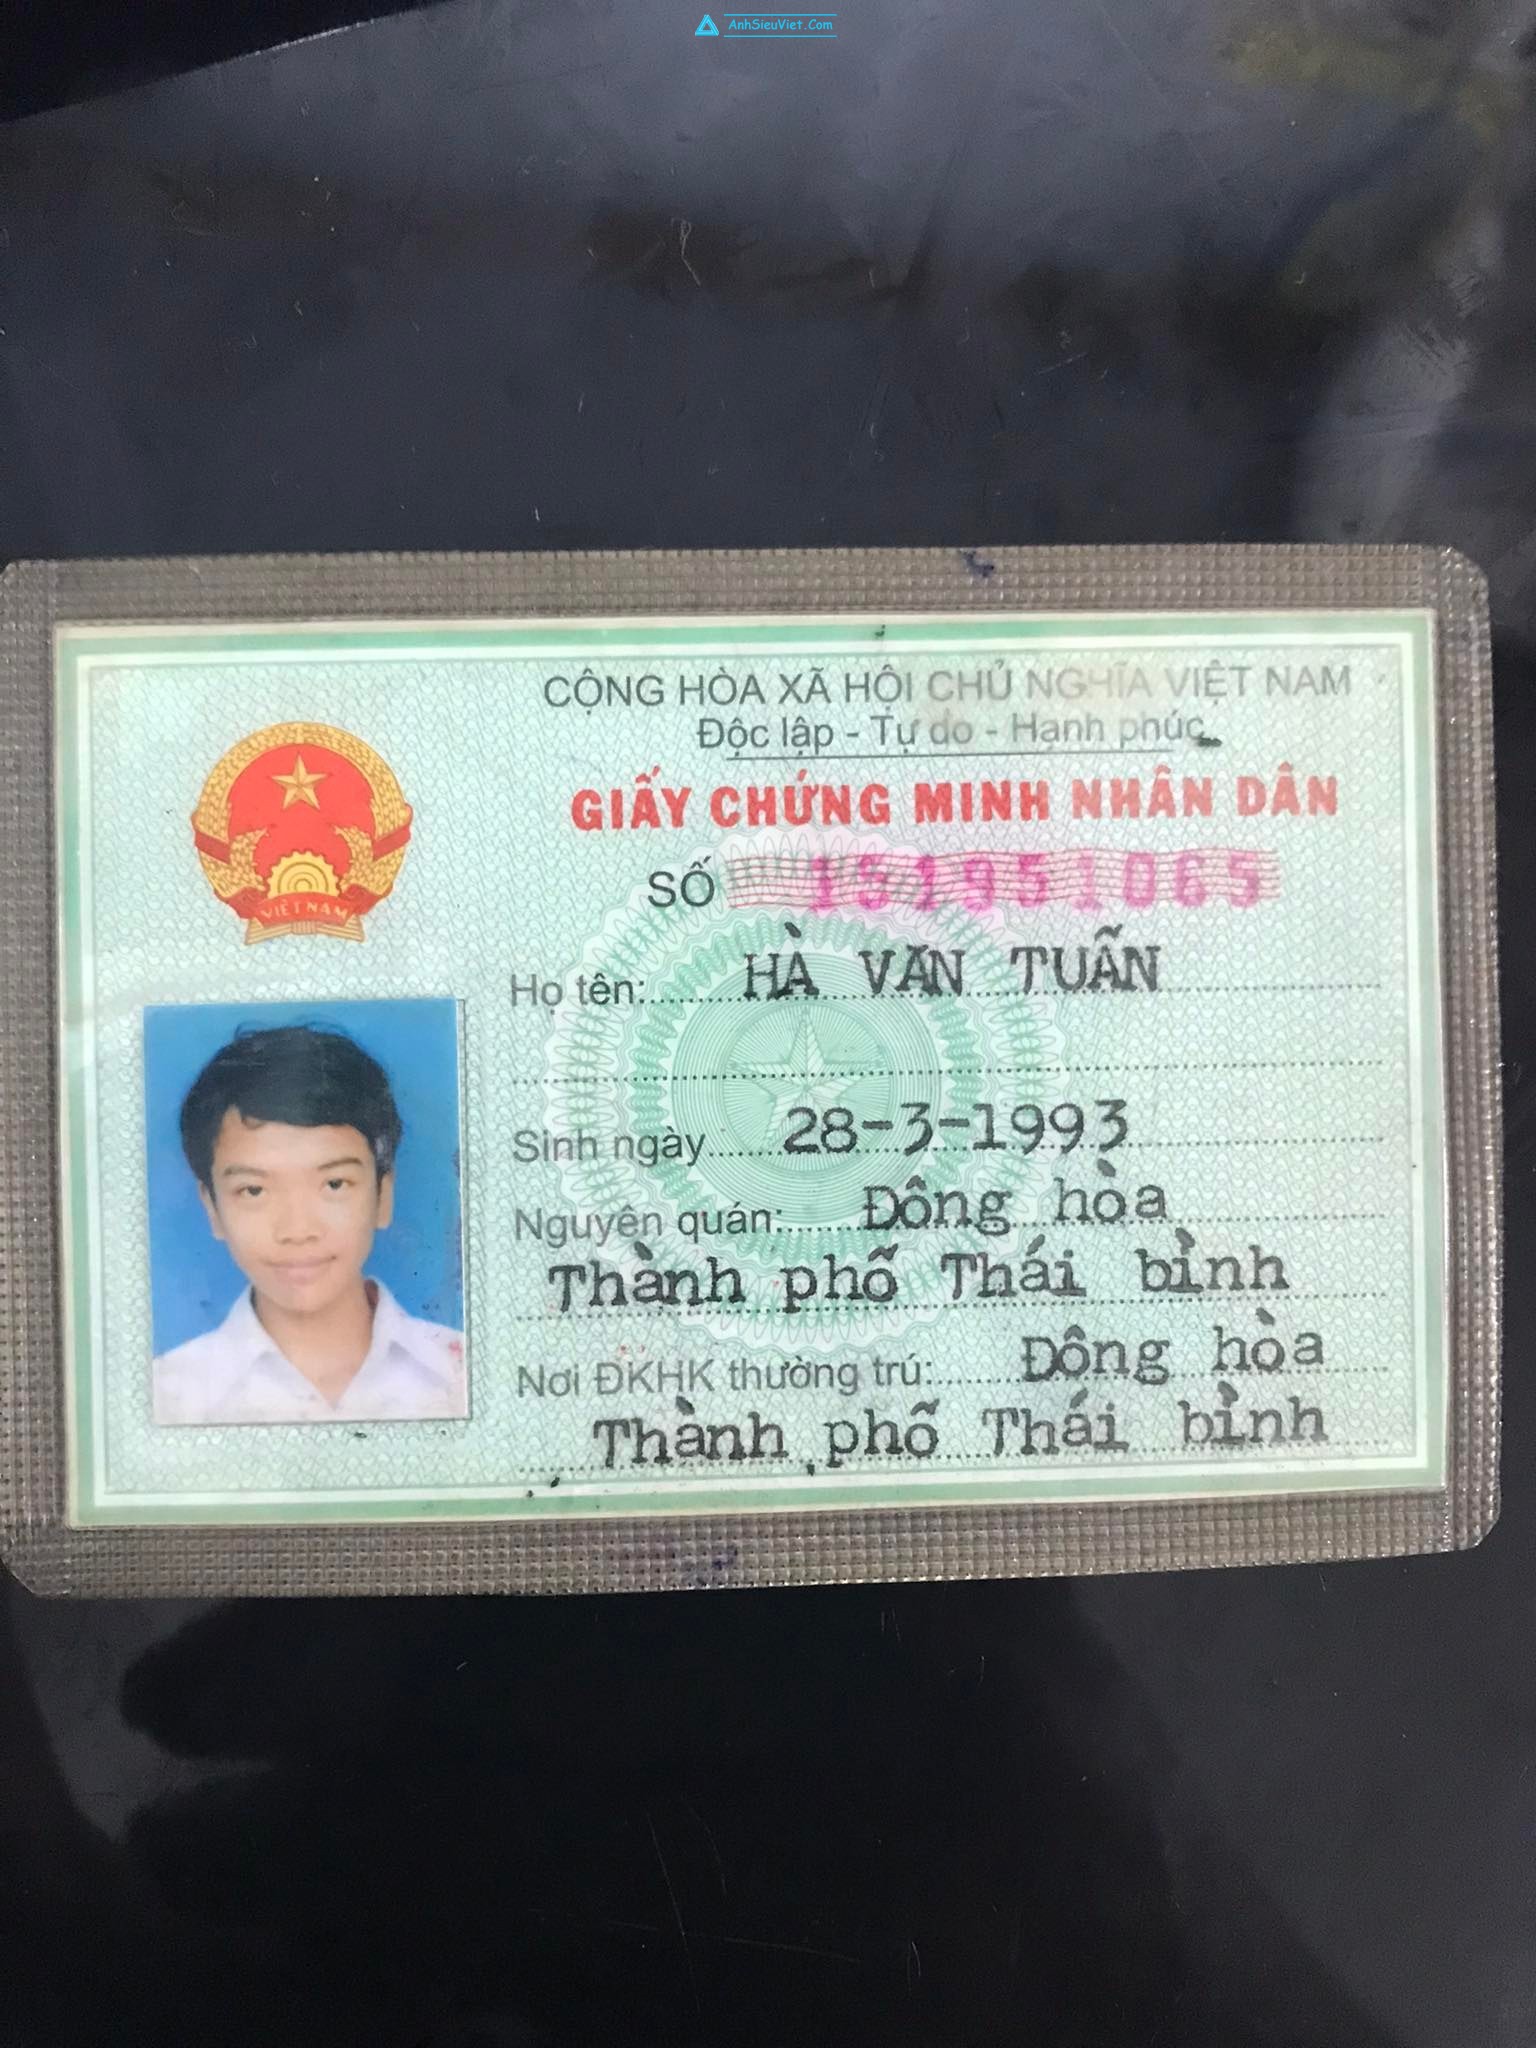 AnhSieuViet.Com
CỘNG HÒA XÃ HỘI CHỦ NGHĨA VIỆT NAM
Độc lập - Tự do - Hạnh phúc
GIẤY CHỨNG MINH NHÂN DÂN
SỐ 151951065
VIỆT NAM
Họ tên: HÀ VĂN TUẤN
Sinh ngày 28-3-1993
Nguyên quán: Đông hòa
Thành phố Thái bình
Nơi ĐKHK thường trú: Đông hòa
Thành phố Thái bình